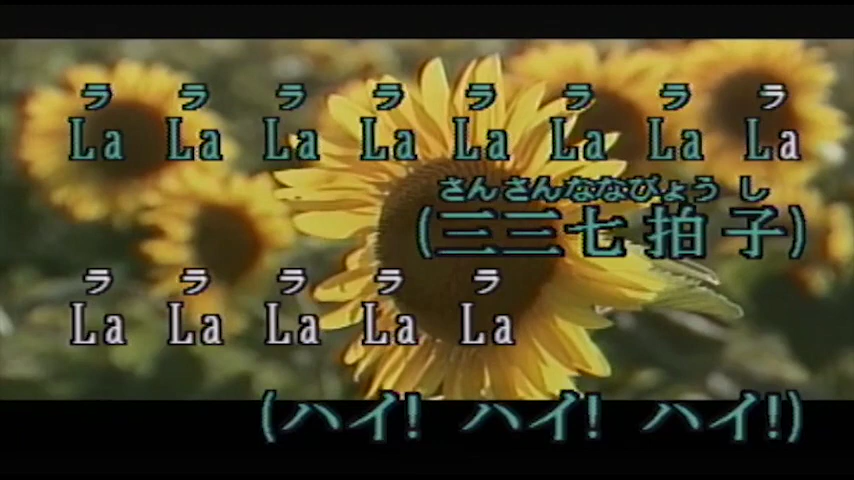 ラ ラ ラ ラ ラ ラ ラ ラ
La La La La La La La La
さんさんななびょうし
(三三七拍子)
ラ ラ ラ ラ ラ
La La La La La
(ハイ! ハイ! ハイ!)